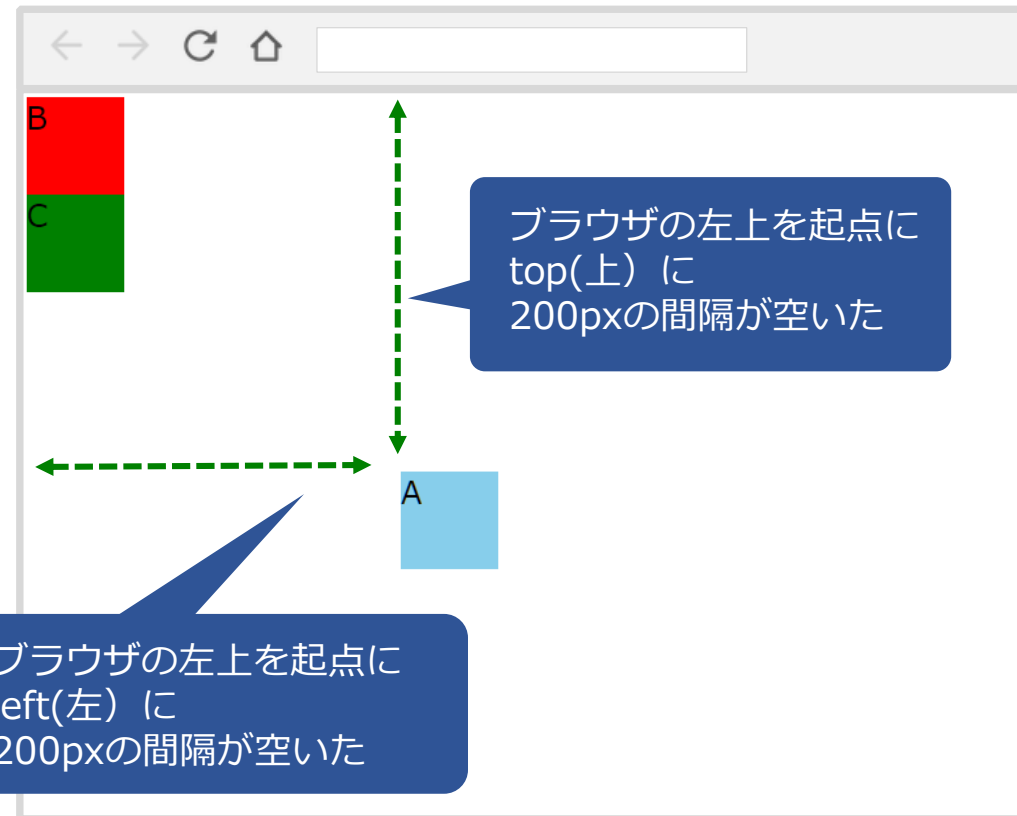 B
C
ブラウザの左上を起点に
top(上）に
200pxの間隔が空いた
A
ブラウザの左上を起点に
eft(左）に
200pxの間隔が空いた